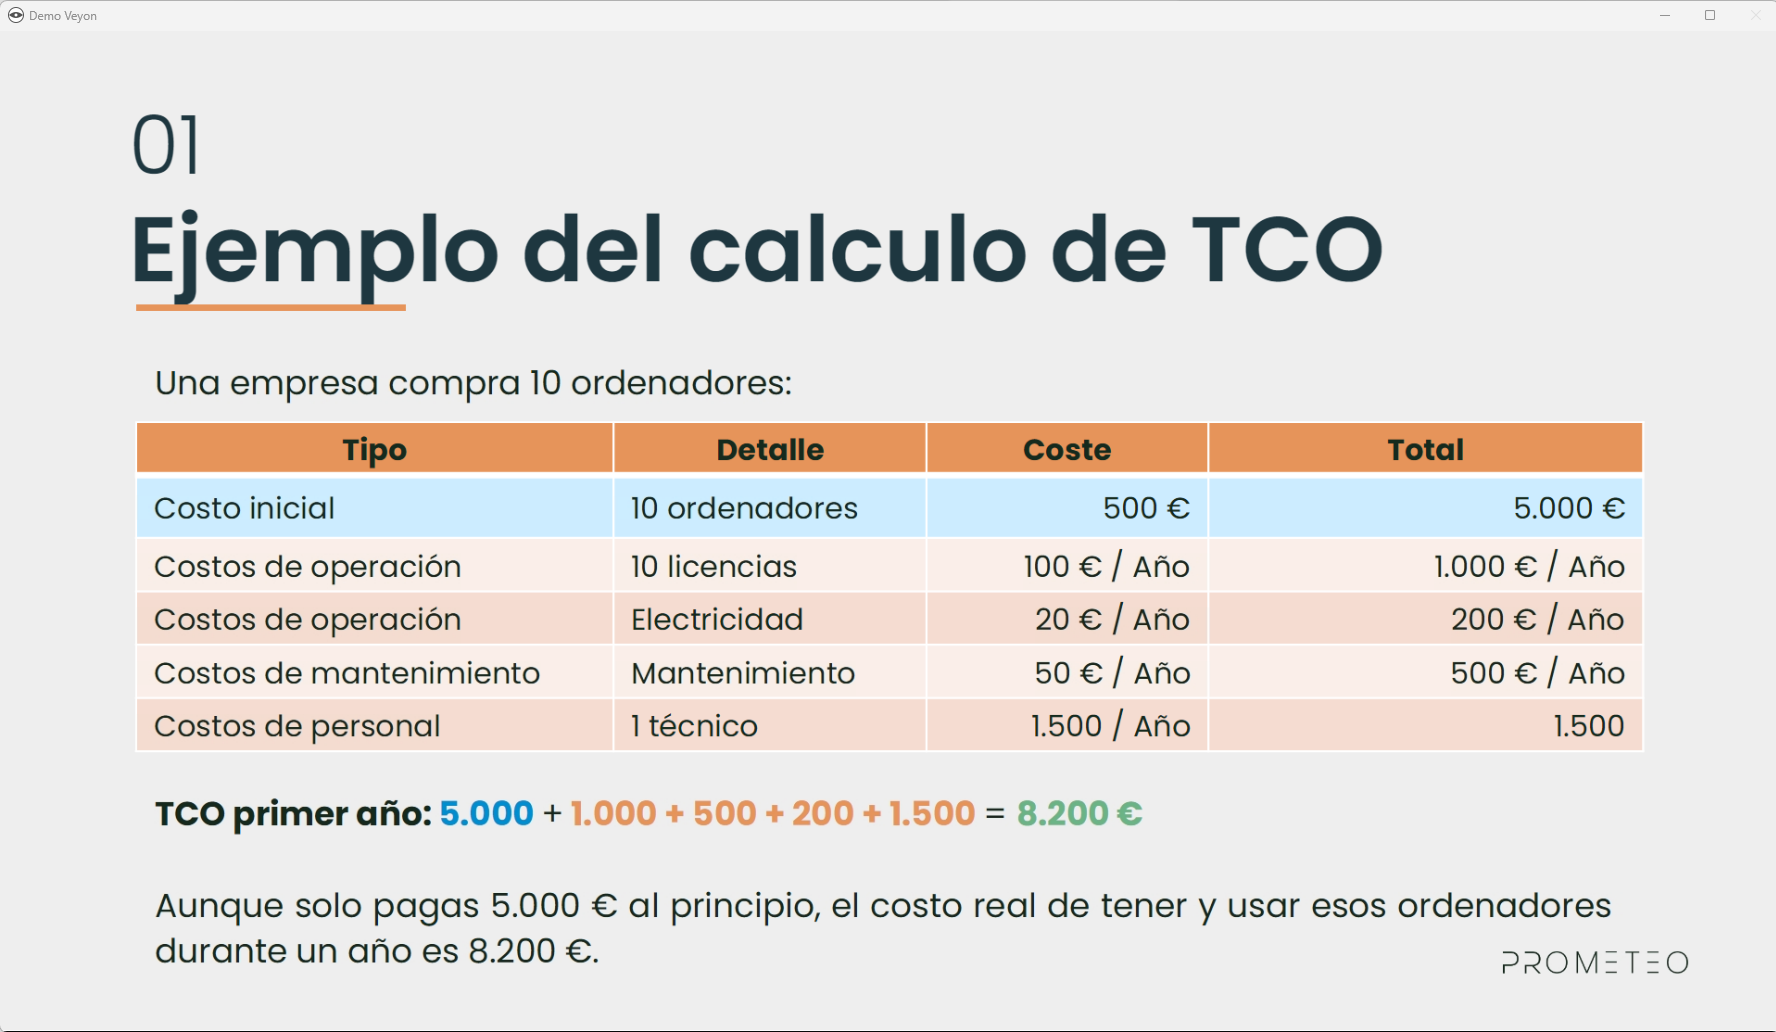 Demo Veyon
01
Ejemplo del calculo de TCO
Una empresa compra 10 ordenadores:
Tipo Detalle Coste Total
Costo inicial 10 ordenadores 500 € 5.000 €
Costos de operación 10 licencias 100 € / Año 1.000 € / Año
Costos de operación Electricidad 20 € / Año 200 € / Año
Costos de mantenimiento Mantenimiento 50 € / Año 500 € / Año
Costos de personal 1 técnico 1.500 / Año 1.500
TCO primer año: 5.000 + 1.000 + 500 + 200 + 1.500 = 8.200 €
Aunque solo pagas 5.000 € al principio, el costo real de tener y usar esos ordenadores
durante un año es 8.200 €.
PROMETEO